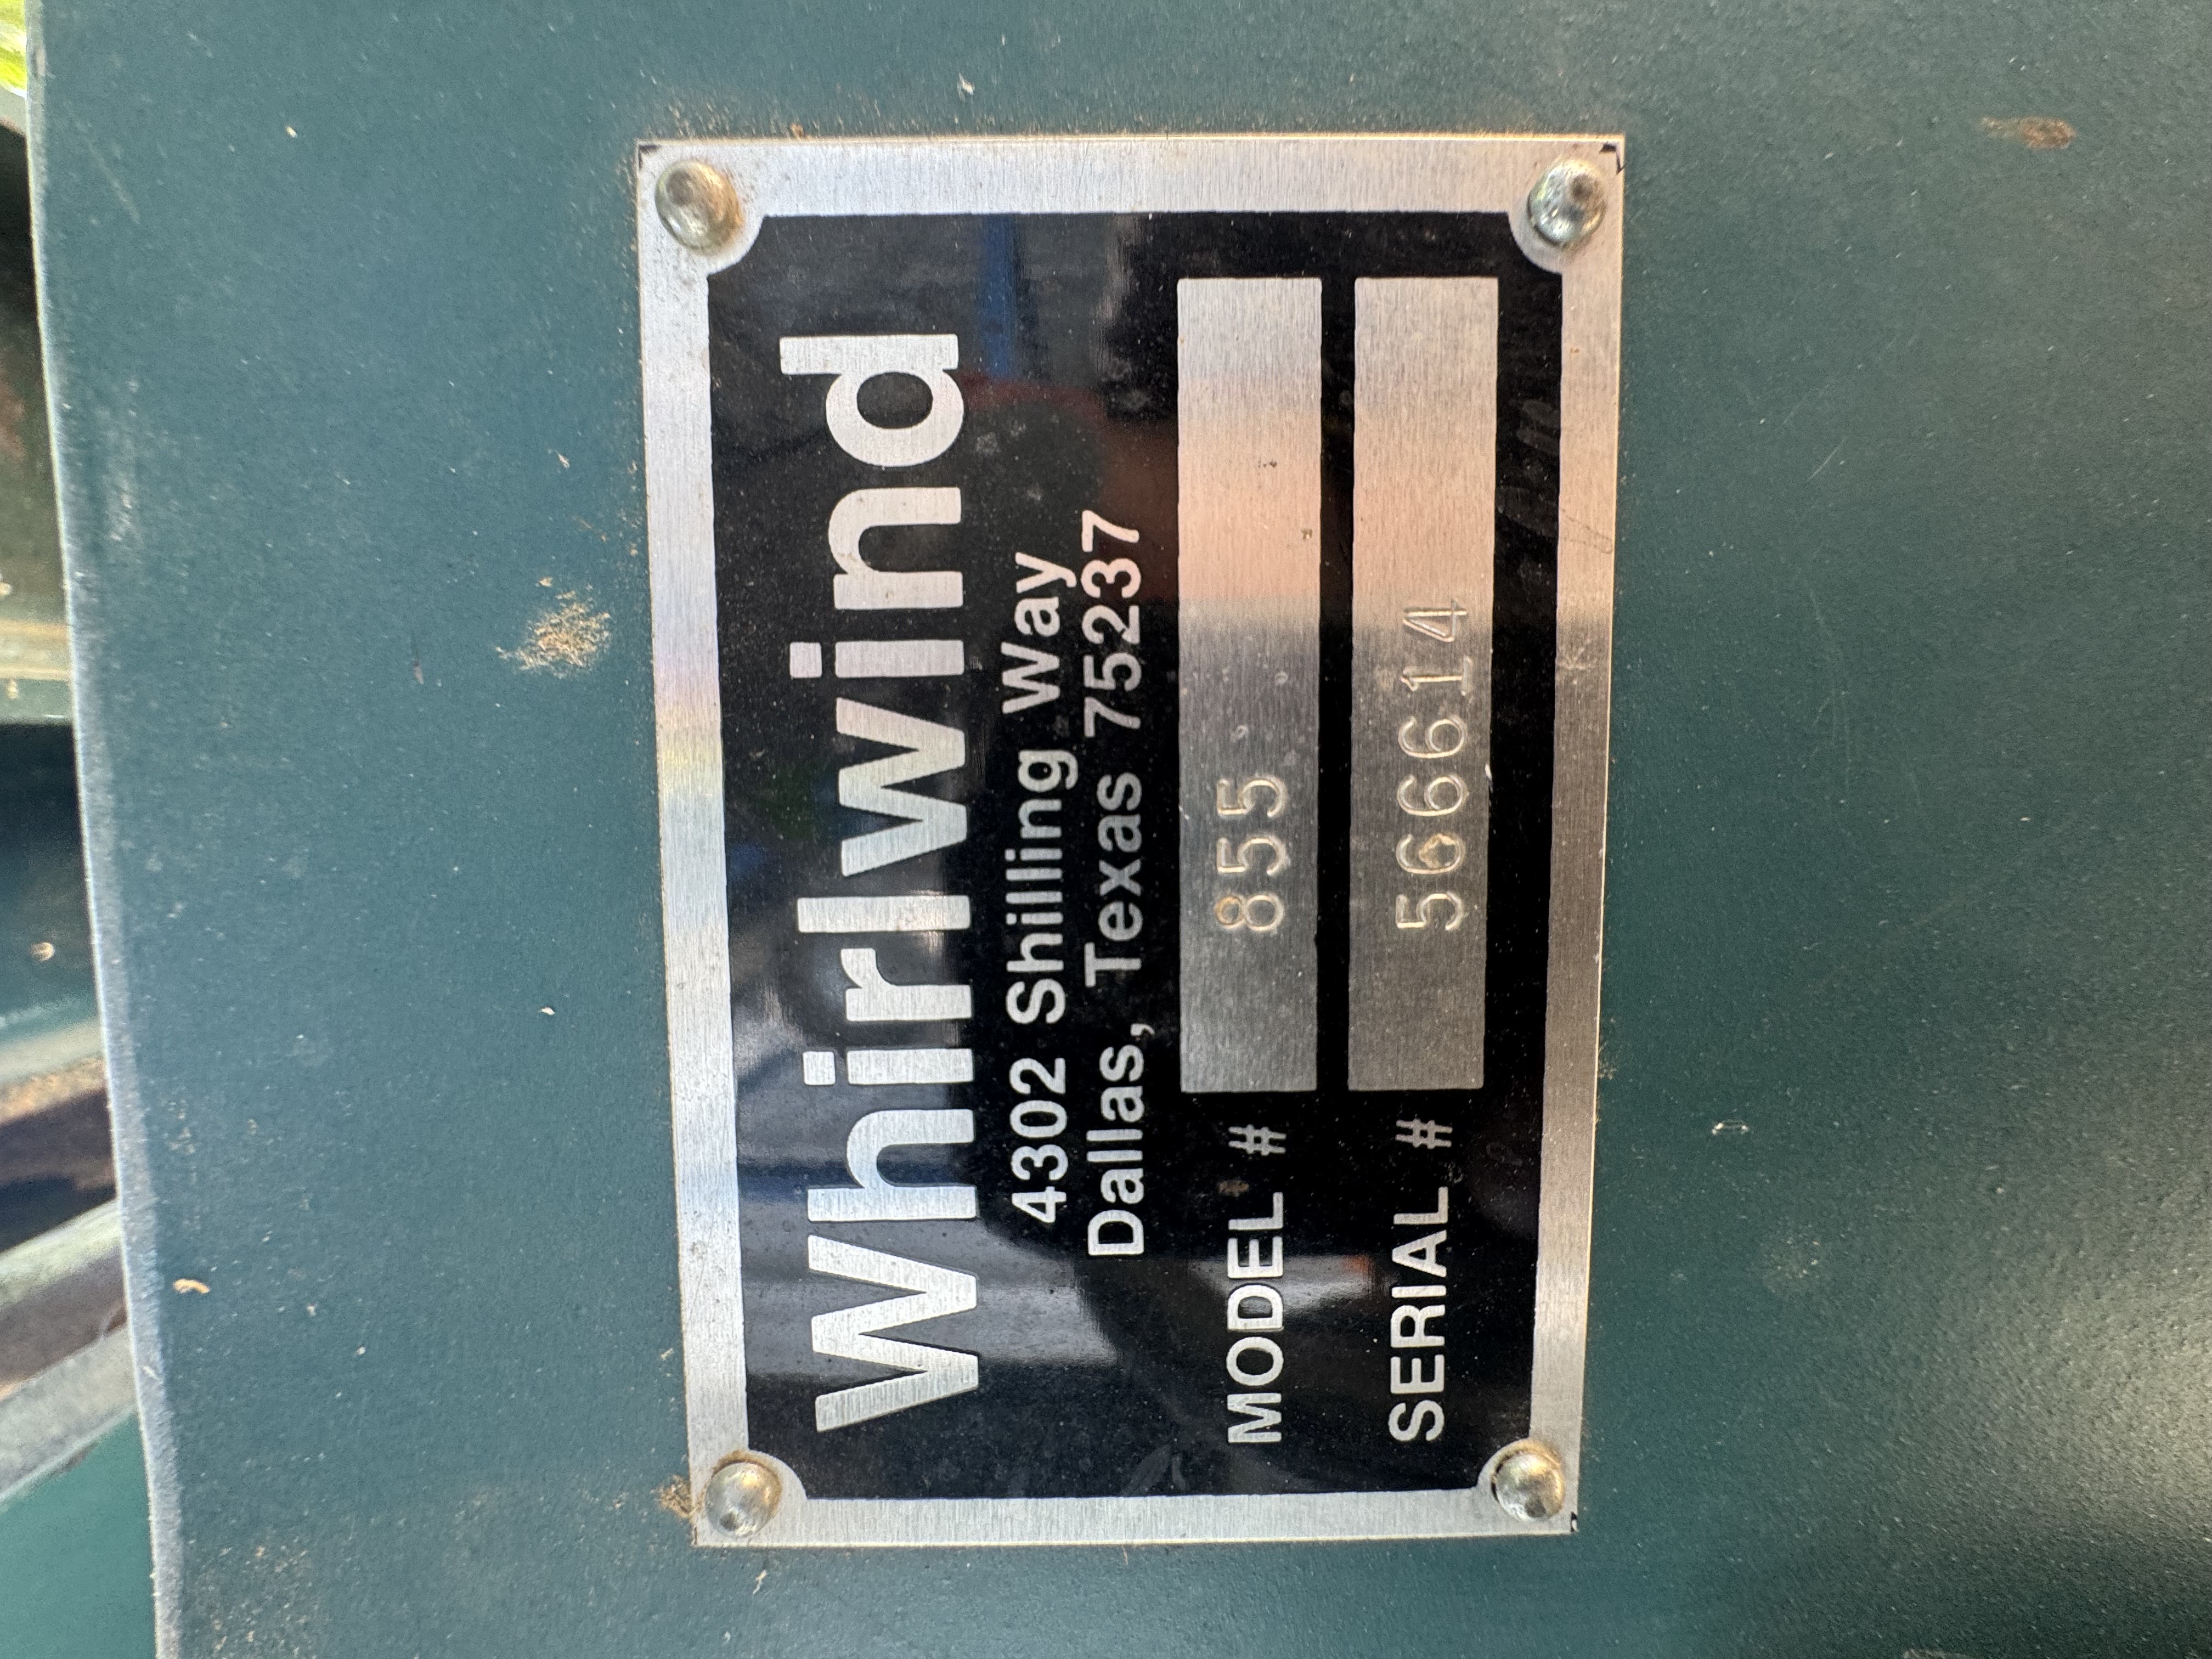 Whirlwind
4302 Shilling Way
Dallas, Texas 75237
MODEL # 855
SERIAL # 566614